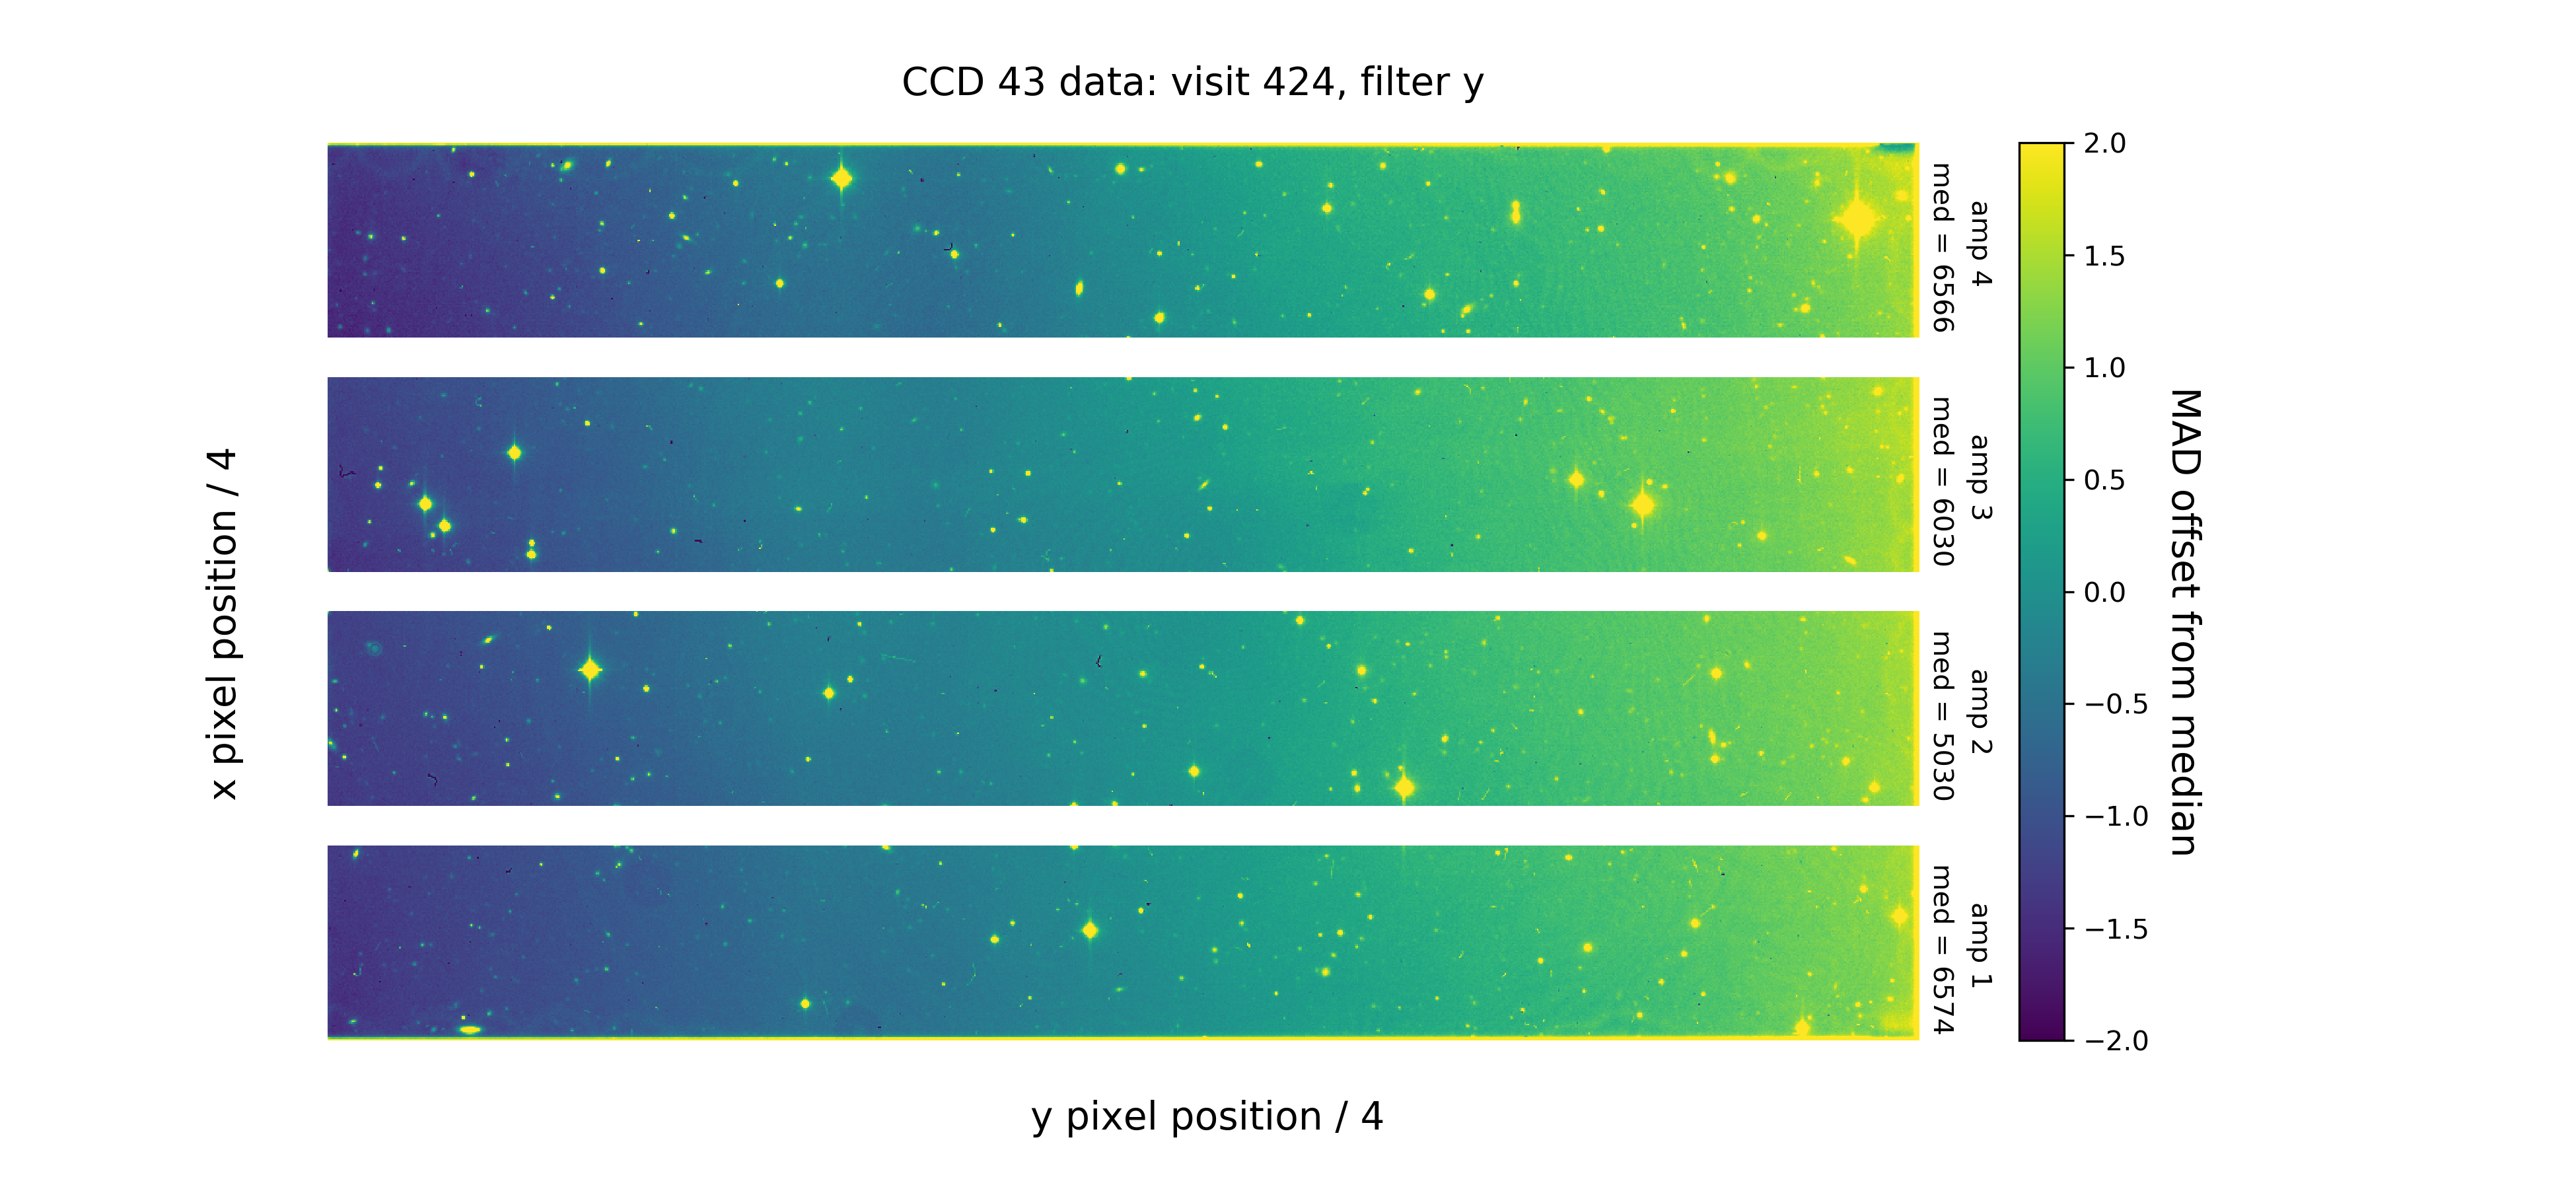 CCD 43 data: visit 424, filter y
x pixel position / 4
amp 4
med = 6566
amp 3
med = 6030
amp 2
med = 5030
amp 1
med = 6574
y pixel position / 4
2.0
1.5
1.0
0.5
0.0
−0.5
−1.0
−1.5
−2.0
MAD offset from median